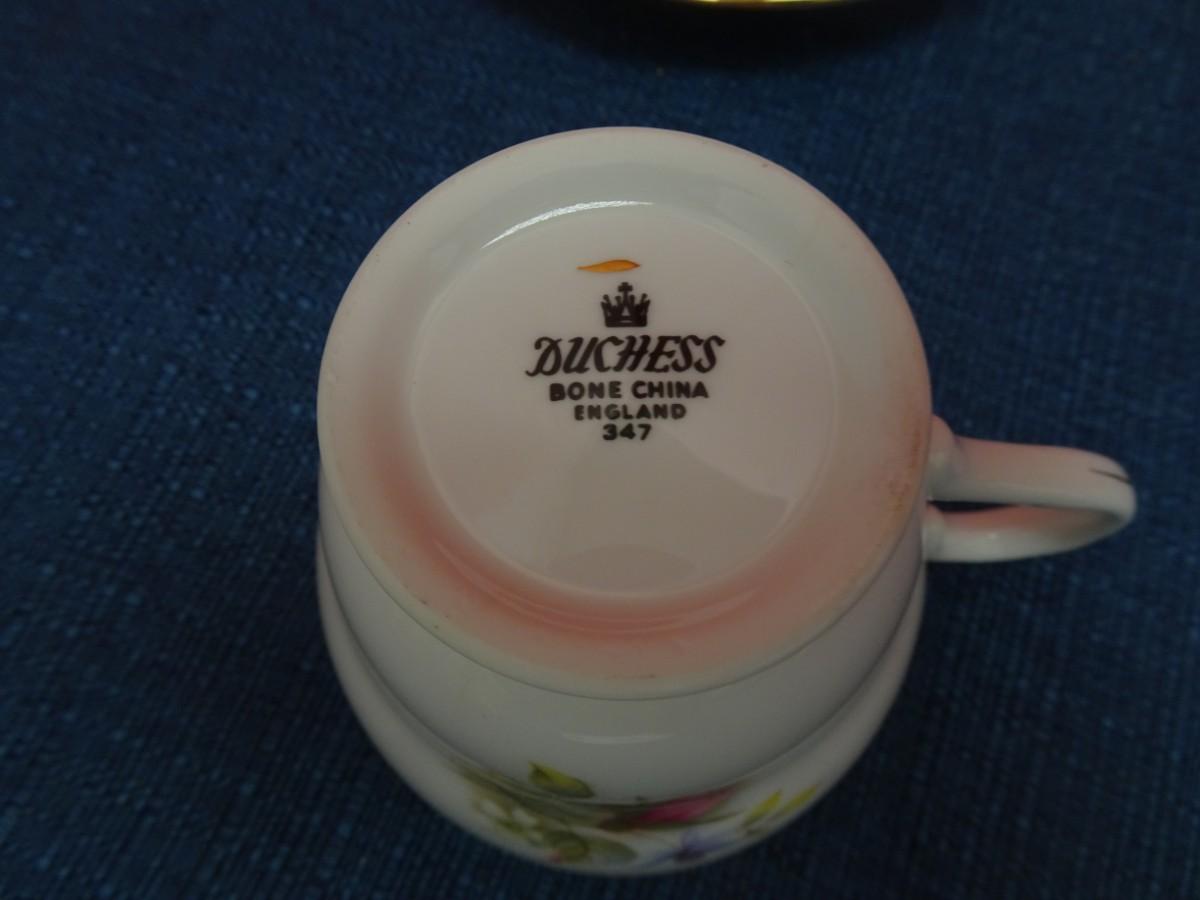 DUCHESS
BONE CHINA
ENGLAND
347